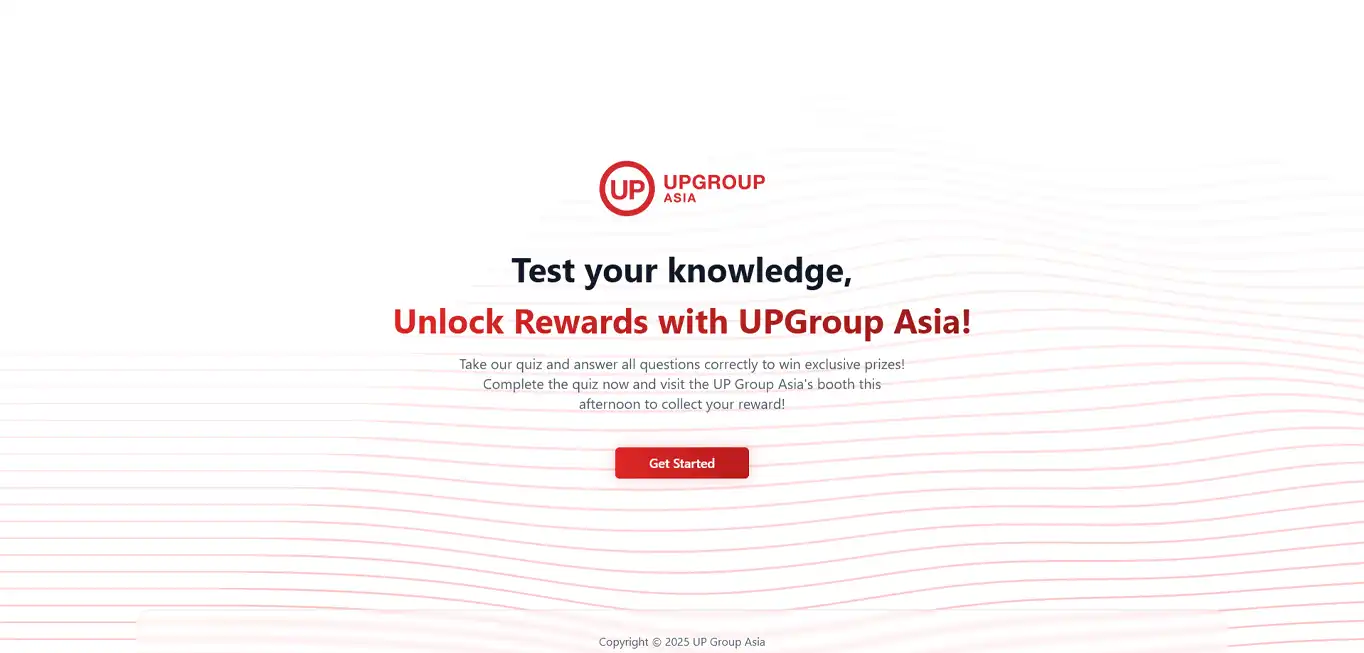 UP
UPGROUP
ASIA
Test your knowledge,
Unlock Rewards with UPGroup Asia!
Take our quiz and answer all questions correctly to win exclusive prizes!
Complete the quiz now and visit the UP Group Asia's booth this
afternoon to collect your reward!
Get Started
Copyright © 2025 UP Group Asia